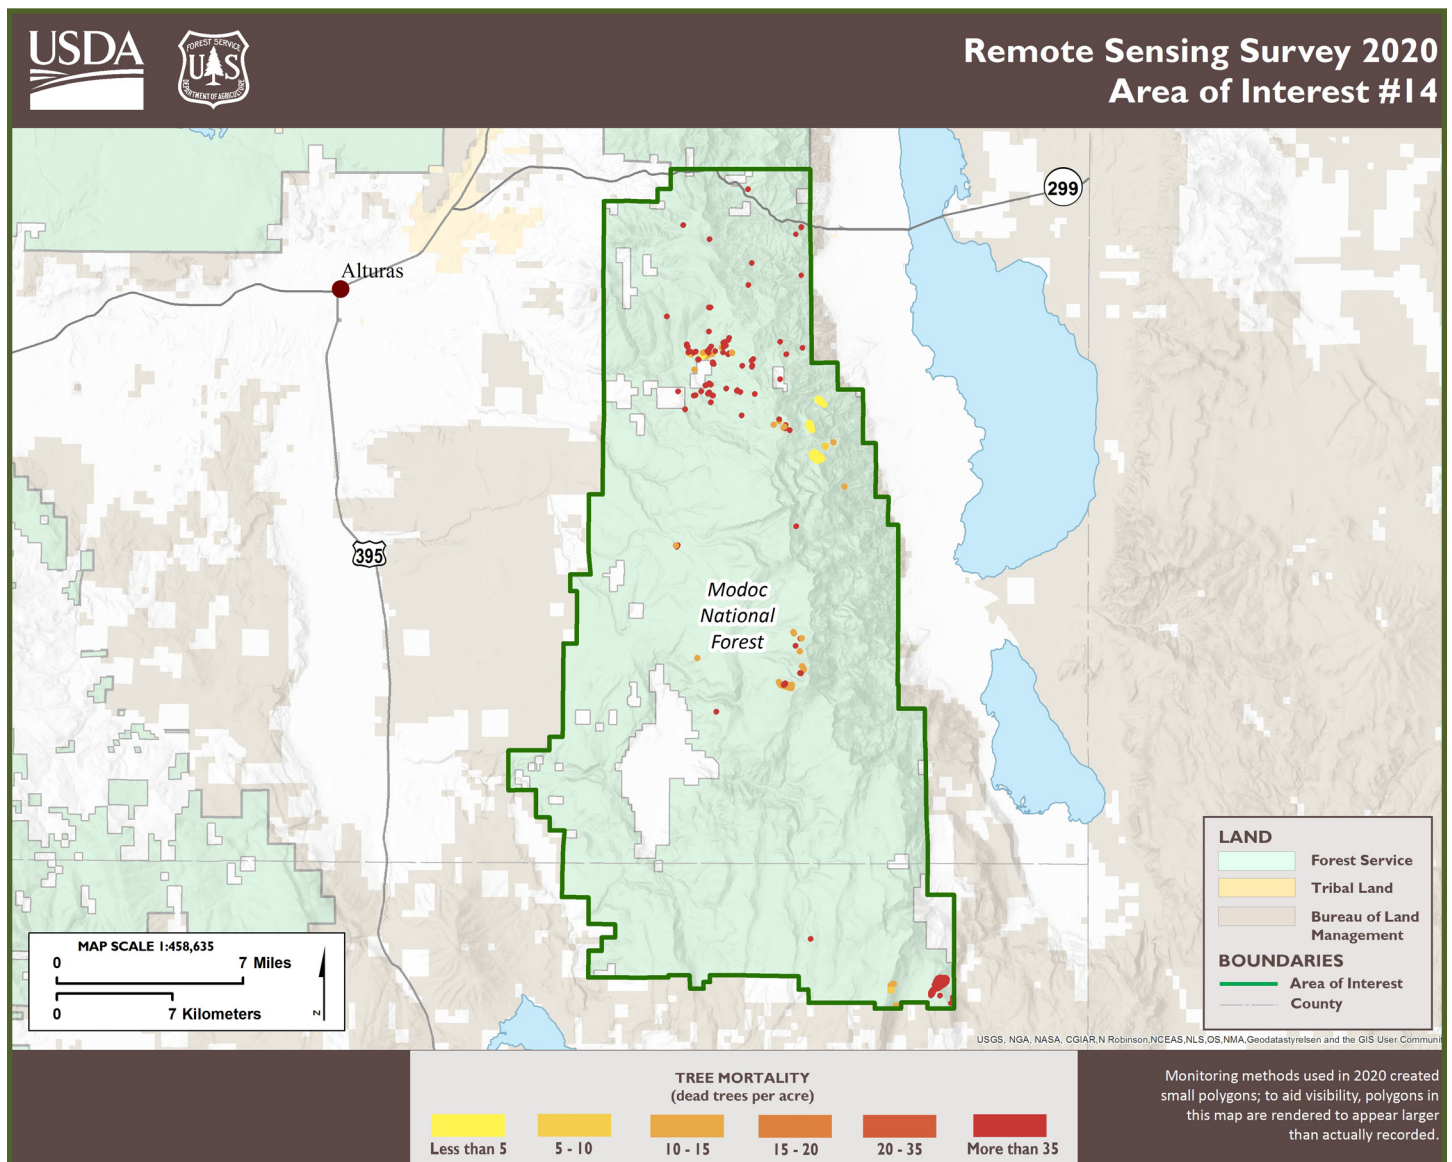 USDA
FOREST SERVICE
U S
DEPARTMENT OF AGRICULTURE
Remote Sensing Survey 2020
Area of Interest #14
299
Alturas
395
Modoc
National
Forest
LAND
Forest Service
Tribal Land
Bureau of Land
Management
BOUNDARIES
Area of Interest
County
MAP SCALE 1:458,635
0 7 Miles
0 7 Kilometers
N
USGS, NGA, NASA, CGIAR,N Robinson,NCEAS,NLS,OS,NMA,Geodatastyrelsen and the GIS User Communi
TREE MORTALITY
(dead trees per acre)
Less than 5 5 - 10 10 - 15 15 - 20 20 - 35 More than 35
Monitoring methods used in 2020 created
small polygons; to aid visibility, polygons in
this map are rendered to appear larger
than actually recorded.